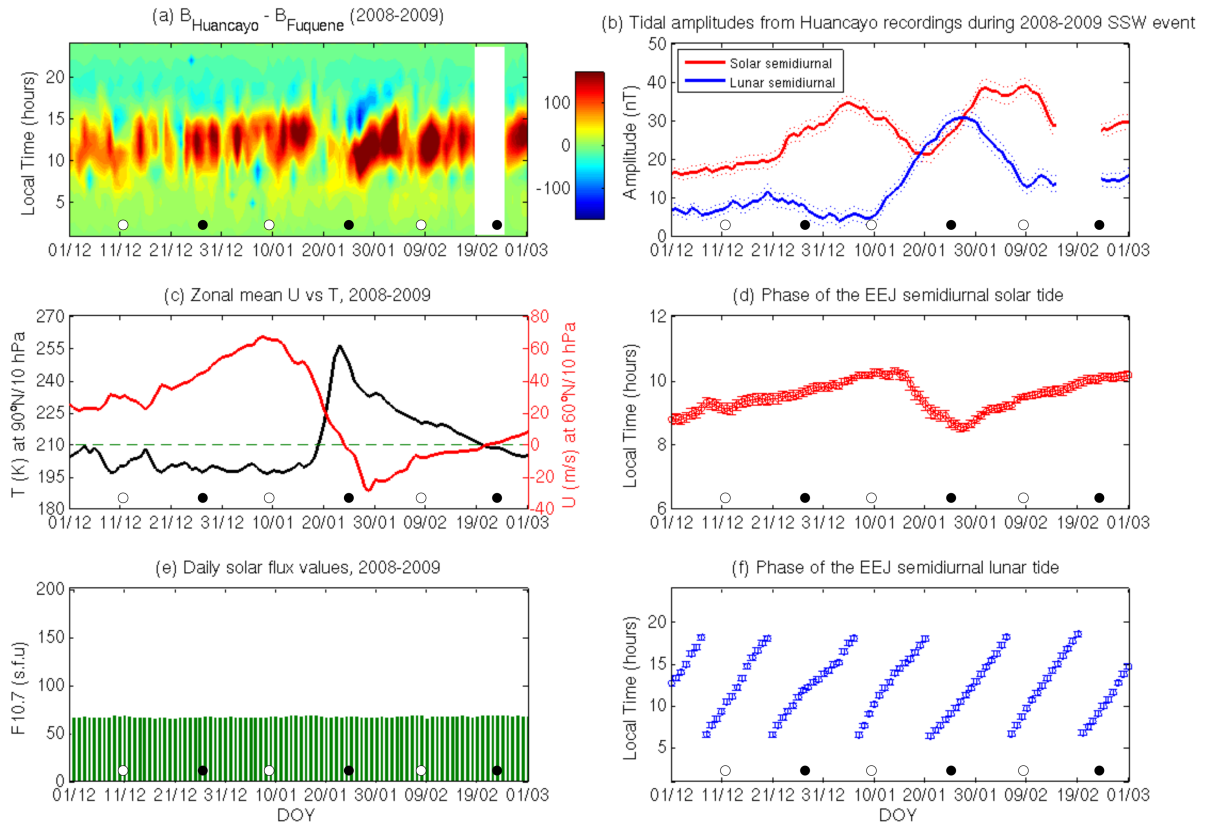 (a) B_Huancayo - B_Fuquene (2008-2009)
Local Time (hours)
20
15
10
5
01/12 11/12 21/12 31/12 10/01 20/01 30/01 09/02 19/02 01/03
100
0
-100
(b) Tidal amplitudes from Huancayo recordings during 2008-2009 SSW event
Solar semidiurnal
Lunar semidiurnal
Amplitude (nT)
50
40
30
20
10
0
01/12 11/12 21/12 31/12 10/01 20/01 30/01 09/02 19/02 01/03
(c) Zonal mean U vs T, 2008-2009
T (K) at 90°N/10 hPa
270
255
240
225
210
195
180
80
60
40
20
0
-20
-40
U (m/s) at 60°N/10 hPa
01/12 11/12 21/12 31/12 10/01 20/01 30/01 09/02 19/02 01/03
(d) Phase of the EEJ semidiurnal solar tide
Local Time (hours)
12
10
8
6
01/12 11/12 21/12 31/12 10/01 20/01 30/01 09/02 19/02 01/03
(e) Daily solar flux values, 2008-2009
F10.7 (s.f.u)
200
150
100
50
0
01/12 11/12 21/12 31/12 10/01 20/01 30/01 09/02 19/02 01/03
DOY
(f) Phase of the EEJ semidiurnal lunar tide
Local Time (hours)
20
15
10
5
01/12 11/12 21/12 31/12 10/01 20/01 30/01 09/02 19/02 01/03
DOY